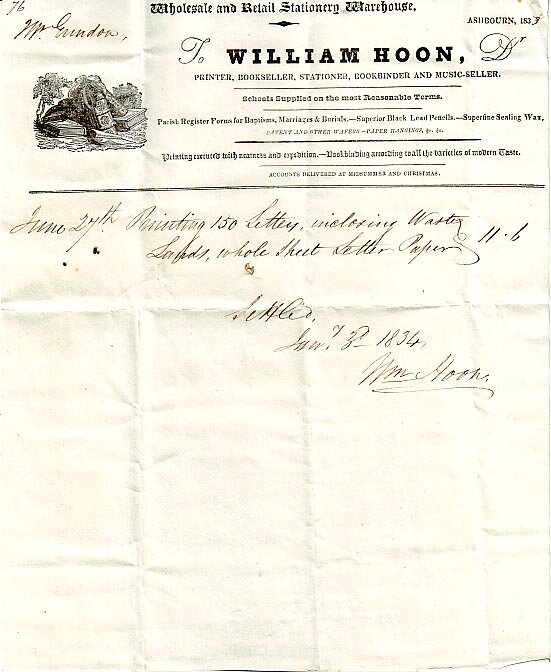 76
Wholesale and Retail Stationery Warehouse.
ASHBOURN, 1833
Mr Grundon,
To WILLIAM HOON, Dr
PRINTER, BOOKSELLER, STATIONER, BOOKBINDER AND MUSIC-SELLER.
Schools Supplied on the most Reasonable Terms.
Parish Register Forms for Baptisms, Marriages & Burials.—Superior Black Lead Pencils.—Superfine Sealing Wax,
PATENT AND OTHER WAFERS—PAPER HANGINGS, &c. &c.
Printing executed with neatness and expedition.—Bookbinding according to all the varieties of modern Taste.
ACCOUNTS DELIVERED AT MIDSUMMER AND CHRISTMAS.
June 27th Printing 150 Letters, inclosing Waste
Lands, whole Sheet Letter Paper 11.6
Settled,
Jany 3d 1834
Wm Hoon.